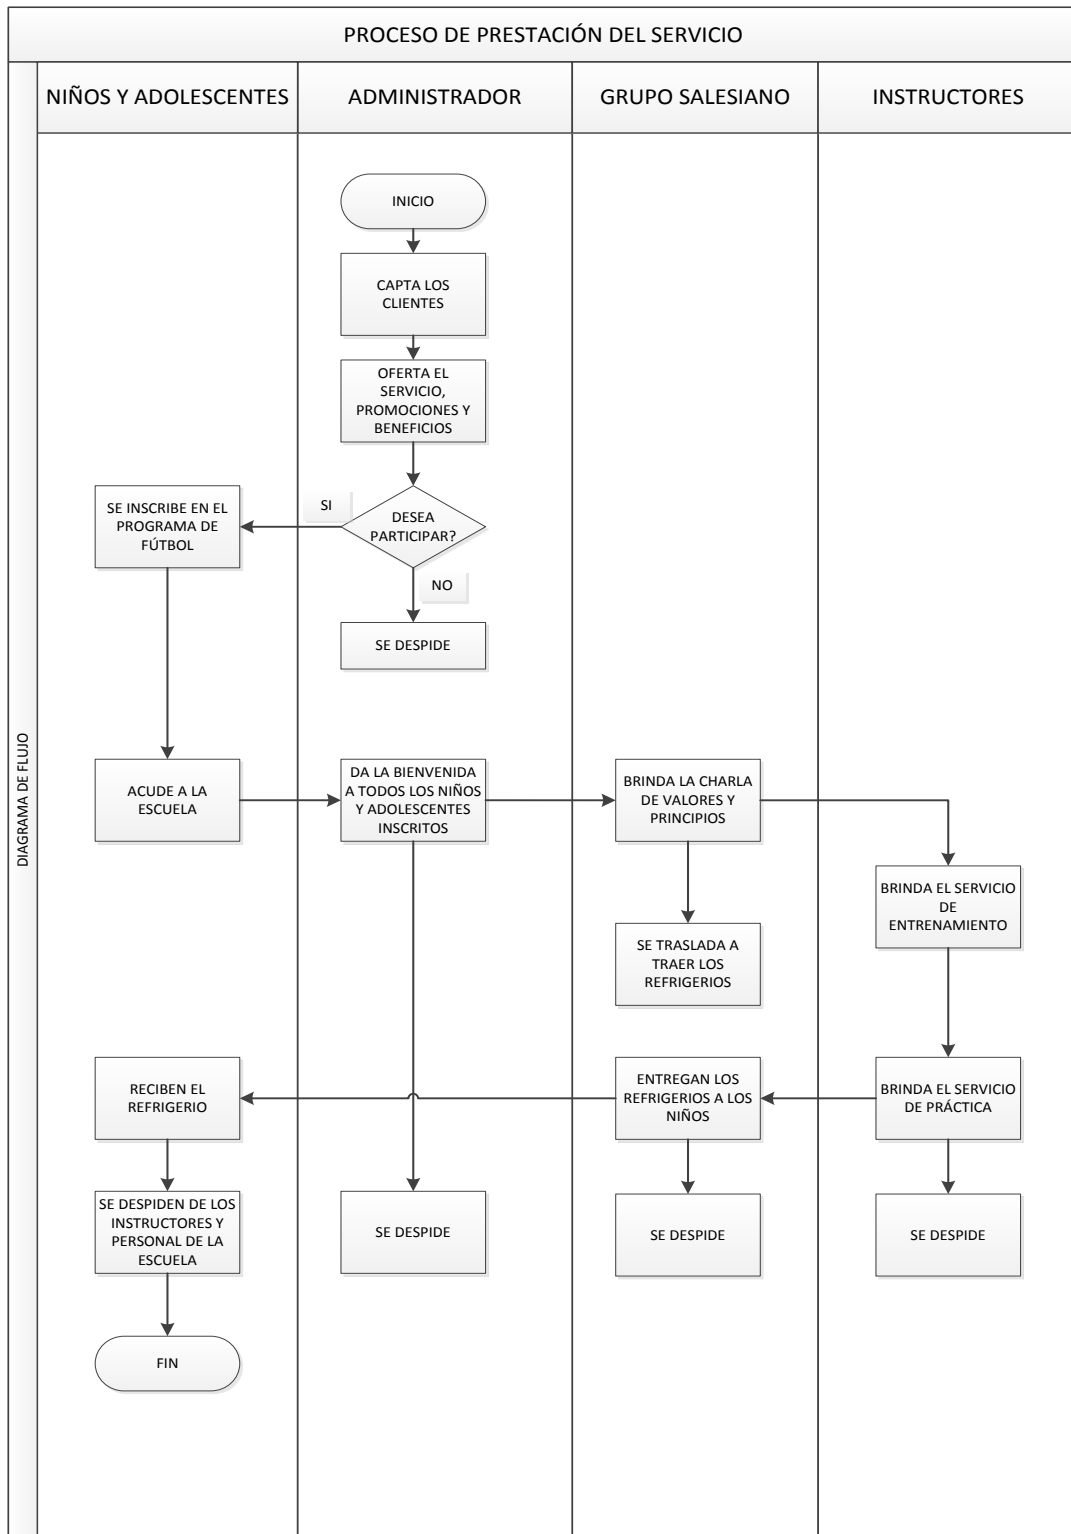 PROCESO DE PRESTACIÓN DEL SERVICIO
NIÑOS Y ADOLESCENTES
ADMINISTRADOR
GRUPO SALESIANO
INSTRUCTORES
DIAGRAMA DE FLUJO
INICIO
CAPTA LOS
CLIENTES
OFERTA EL
SERVICIO,
PROMOCIONES Y
BENEFICIOS
DESEA
PARTICIPAR?
SI
NO
SE INSCRIBE EN EL
PROGRAMA DE
FÚTBOL
SE DESPIDE
ACUDE A LA
ESCUELA
DA LA BIENVENIDA
A TODOS LOS NIÑOS
Y ADOLESCENTES
INSCRITOS
BRINDA LA CHARLA
DE VALORES Y
PRINCIPIOS
BRINDA EL SERVICIO
DE
ENTRENAMIENTO
SE TRASLADA A
TRAER LOS
REFRIGERIOS
RECIBEN EL
REFRIGERIO
ENTREGAN LOS
REFRIGERIOS A LOS
NIÑOS
BRINDA EL SERVICIO
DE PRÁCTICA
SE DESPIDEN DE LOS
INSTRUCTORES Y
PERSONAL DE LA
ESCUELA
SE DESPIDE
SE DESPIDE
SE DESPIDE
FIN